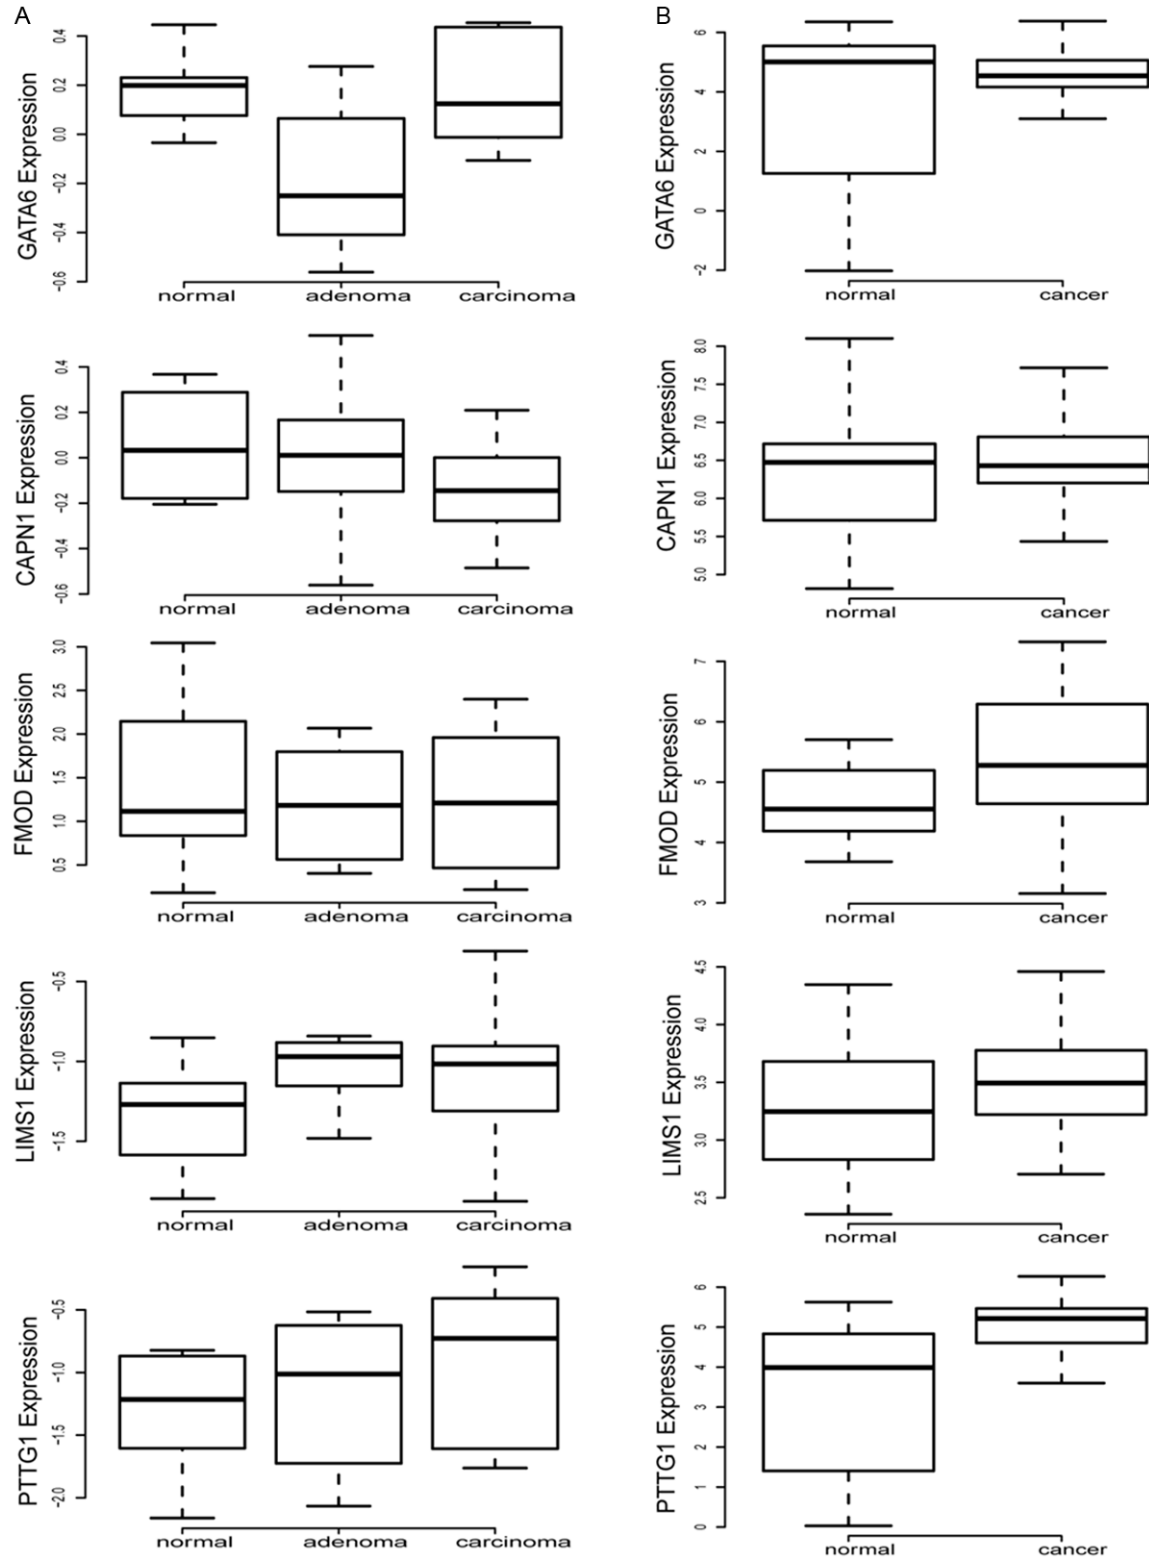 A
GATA6 Expression
0.4
0.2
0.0
−0.2
−0.4
−0.6
normal adenoma carcinoma
CAPN1 Expression
0.4
0.2
0.0
−0.2
−0.4
−0.6
normal adenoma carcinoma
FMOD Expression
3.0
2.5
2.0
1.5
1.0
0.5
normal adenoma carcinoma
LIMS1 Expression
−0.5
−1.0
−1.5
normal adenoma carcinoma
PTTG1 Expression
−0.5
−1.0
−1.5
−2.0
normal adenoma carcinoma
B
GATA6 Expression
6
4
2
0
−2
normal cancer
CAPN1 Expression
8.0
7.5
7.0
6.5
6.0
5.5
5.0
normal cancer
FMOD Expression
7
6
5
4
3
normal cancer
LIMS1 Expression
4.5
4.0
3.5
3.0
2.5
normal cancer
PTTG1 Expression
6
5
4
3
2
1
0
normal cancer